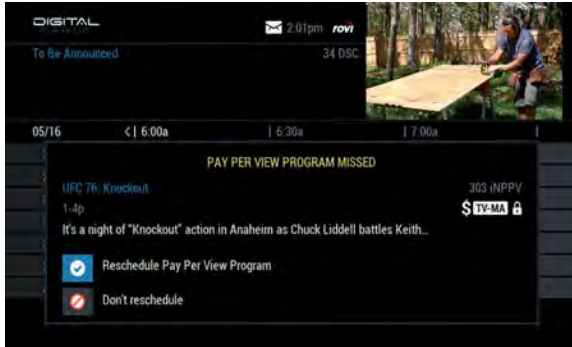 DIGITAL
2:01pm rovi
To Be Announced 34 DSC
05/16 < | 6:00a | 6:30a | 7:00a |
PAY PER VIEW PROGRAM MISSED
UFC 76: Knockout 303 iNPPV
1-4p $ TV-MA
It's a night of "Knockout" action in Anaheim as Chuck Liddell battles Keith...
Reschedule Pay Per View Program
Don't reschedule